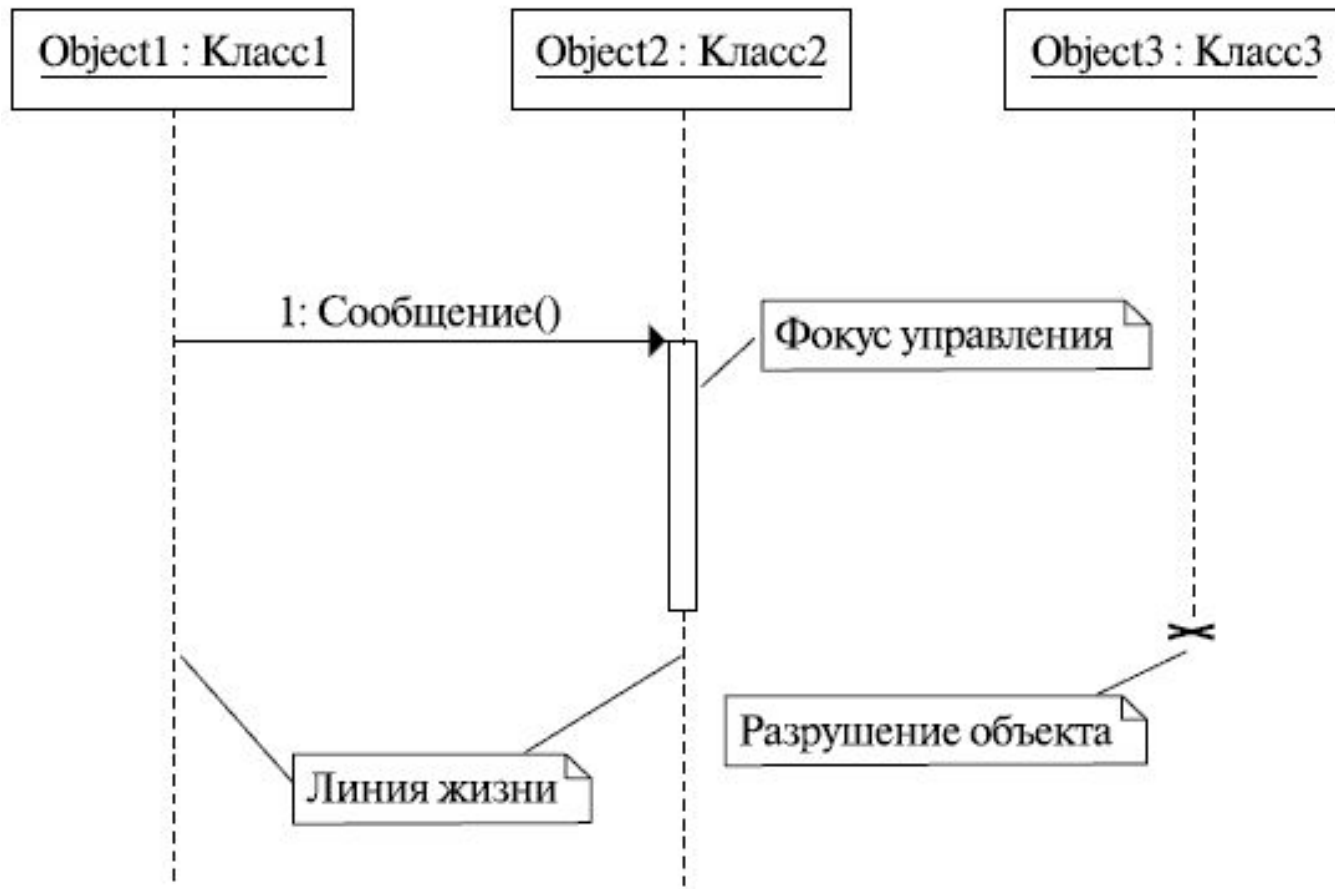 Object1 : Класс1
Object2 : Класс2
Object3 : Класс3
1: Сообщение()
Фокус управления
Разрушение объекта
Линия жизни